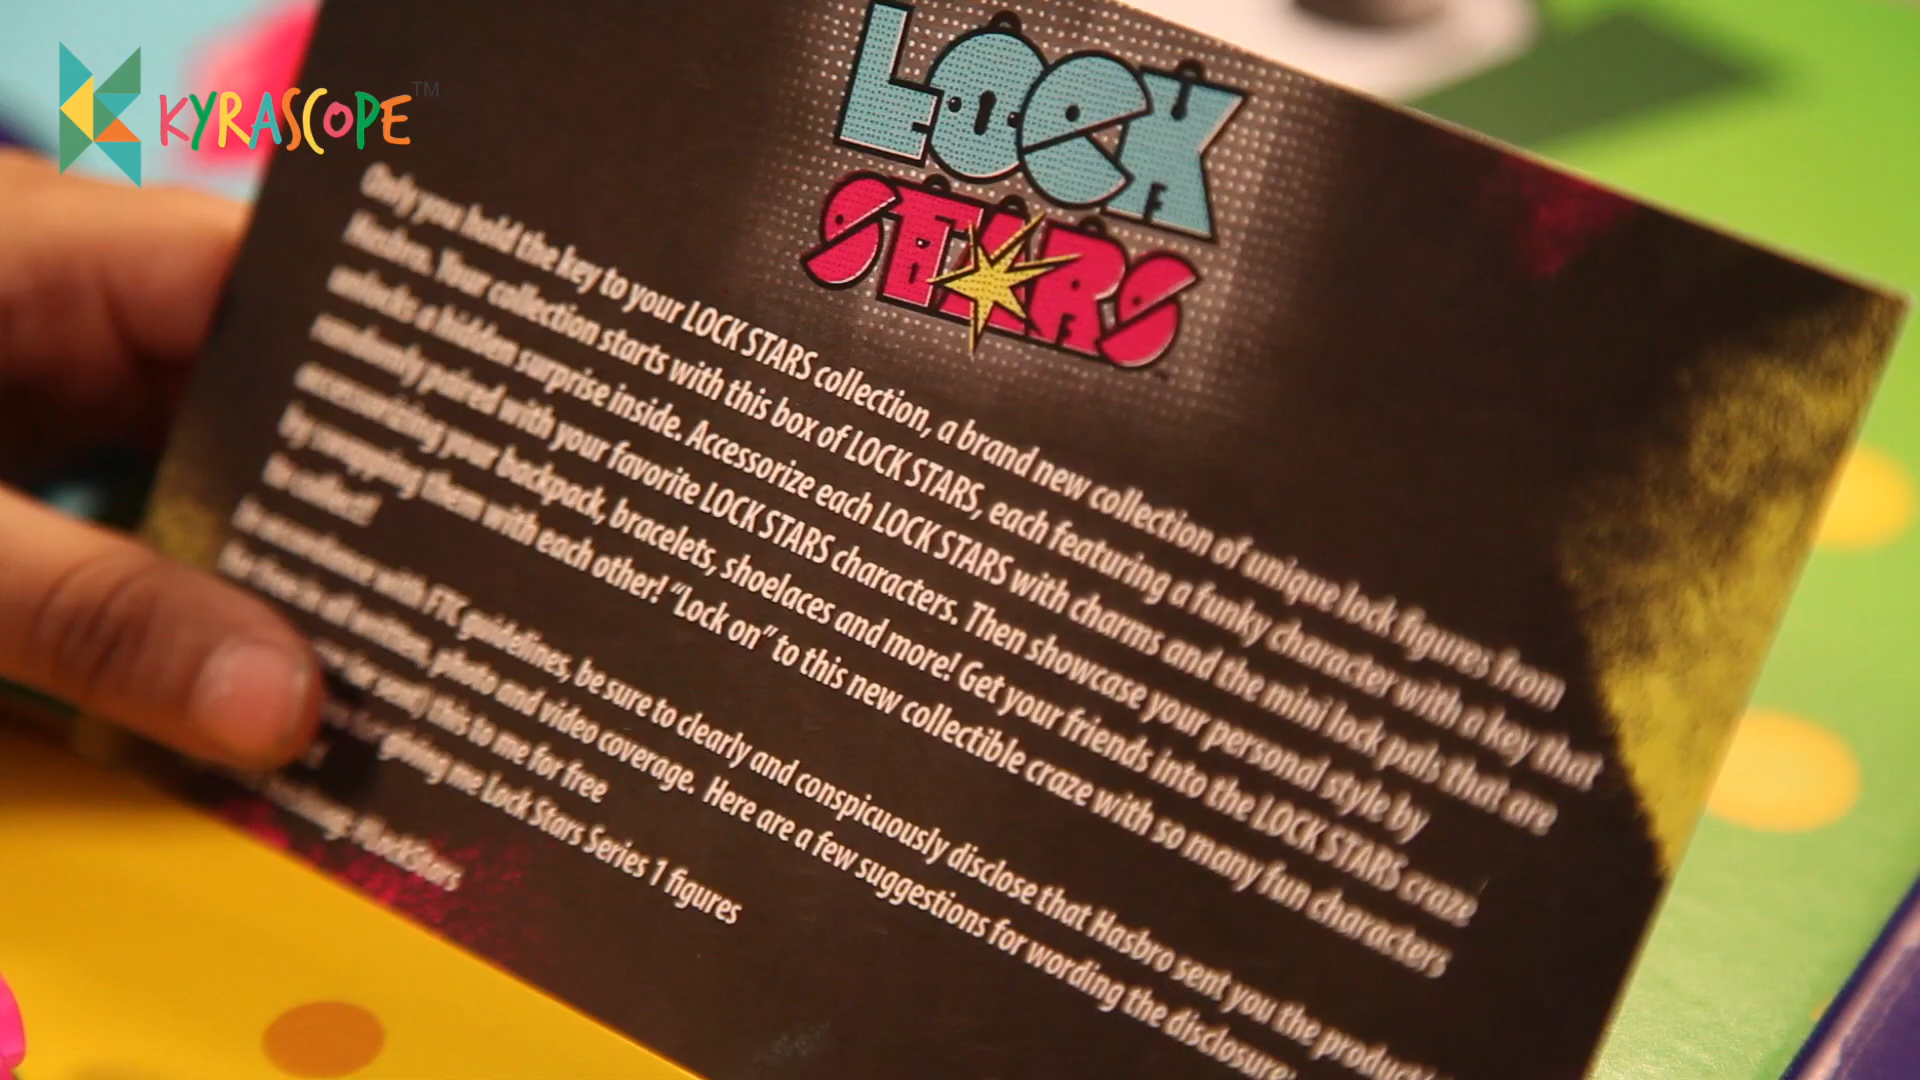 KYRASCOPE™
LOCK
STARS
Only you hold the key to your LOCK STARS collection, a brand new collection of unique lock figures from
Hasbro. Your collection starts with this box of LOCK STARS, each featuring a funky character with a key that
unlocks a hidden surprise inside. Accessorize each LOCK STARS with charms and the mini lock pals that are
randomly paired with your favorite LOCK STARS characters. Then showcase your personal style by
accessorizing your backpack, bracelets, shoelaces and more! Get your friends into the LOCK STARS craze
by swapping them with each other! “Lock on” to this new collectible craze with so many fun characters
to collect!
In accordance with FTC guidelines, be sure to clearly and conspicuously disclose that Hasbro sent you the product
for free in all written, photo and video coverage. Here are a few suggestions for wording the disclosure:
(or sent) this to me for free
for giving me Lock Stars Series 1 figures
#LockStars